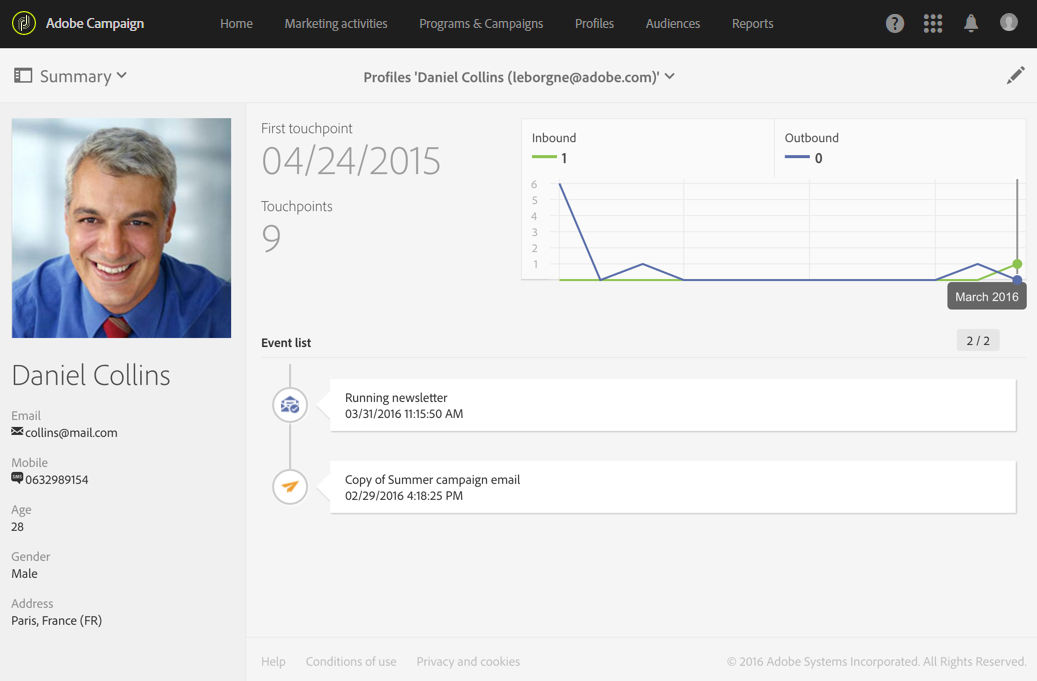 Adobe Campaign
Home
Marketing activities
Programs & Campaigns
Profiles
Audiences
Reports
?
Summary
Profiles 'Daniel Collins (leborgne@adobe.com)'
First touchpoint
04/24/2015
Touchpoints
9
Inbound
1
Outbound
0
6
5
4
3
2
1
March 2016
Event list
2 / 2
Running newsletter
03/31/2016 11:15:50 AM
Copy of Summer campaign email
02/29/2016 4:18:25 PM
Daniel Collins
Email
collins@mail.com
Mobile
SMS
0632989154
Age
28
Gender
Male
Address
Paris, France (FR)
Help
Conditions of use
Privacy and cookies
© 2016 Adobe Systems Incorporated. All Rights Reserved.